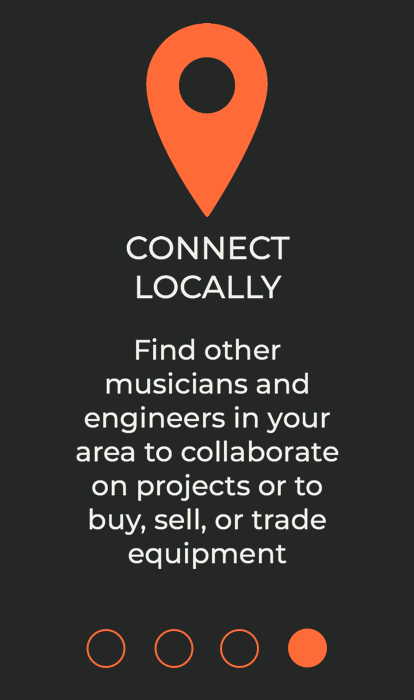 CONNECT
LOCALLY
Find other
musicians and
engineers in your
area to collaborate
on projects or to
buy, sell, or trade
equipment